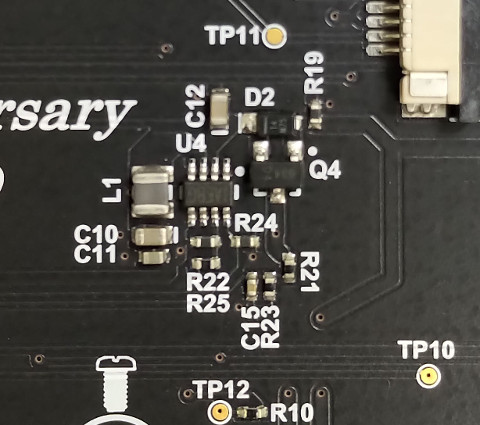 TP11
R19
C12
D2
rsary
U4
Q4
L1
R24
C10
C11
R22
R25
R21
C15
R23
TP10
TP12
R10